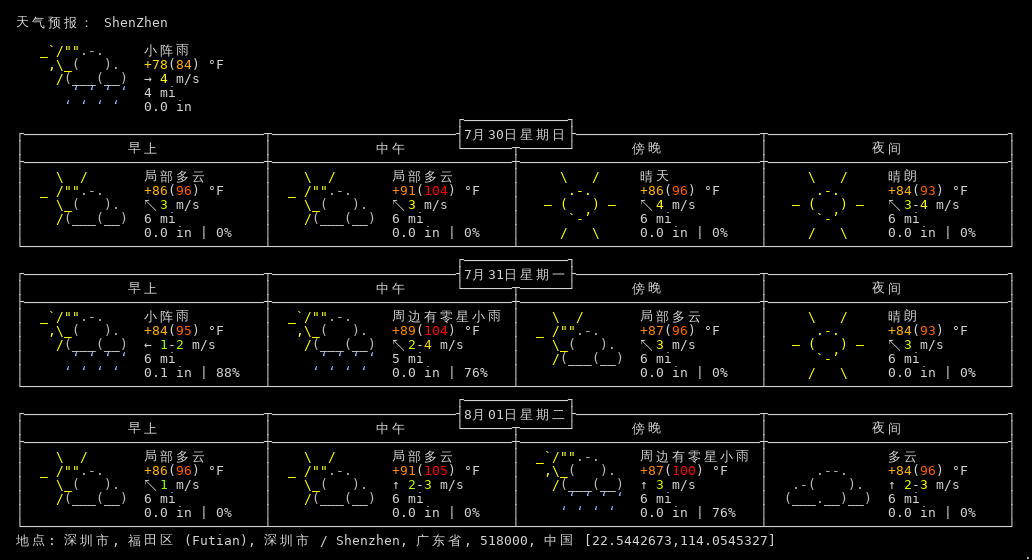 天气预报: ShenZhen
小阵雨
+78(84) °F
→ 4 m/s
4 mi
0.0 in
7月30日星期日
早上 中午 傍晚 夜间
局部多云 局部多云 晴天 晴朗
+86(96) °F +91(104) °F +86(96) °F +84(93) °F
↖ 3 m/s ↖ 3 m/s ↖ 4 m/s ↖ 3-4 m/s
6 mi 6 mi 6 mi 6 mi
0.0 in | 0% 0.0 in | 0% 0.0 in | 0% 0.0 in | 0%
7月31日星期一
早上 中午 傍晚 夜间
小阵雨 周边有零星小雨 局部多云 晴朗
+84(95) °F +89(104) °F +87(96) °F +84(93) °F
← 1-2 m/s ↖ 2-4 m/s ↖ 3 m/s ↖ 3 m/s
6 mi 5 mi 6 mi 6 mi
0.1 in | 88% 0.0 in | 76% 0.0 in | 0% 0.0 in | 0%
8月01日星期二
早上 中午 傍晚 夜间
局部多云 局部多云 周边有零星小雨 多云
+86(96) °F +91(105) °F +87(100) °F +84(96) °F
↖ 1 m/s ↑ 2-3 m/s ↑ 3 m/s ↑ 2-3 m/s
6 mi 6 mi 6 mi 6 mi
0.0 in | 0% 0.0 in | 0% 0.0 in | 76% 0.0 in | 0%
地点: 深圳市, 福田区 (Futian), 深圳市 / Shenzhen, 广东省, 518000, 中国 [22.5442673,114.0545327]